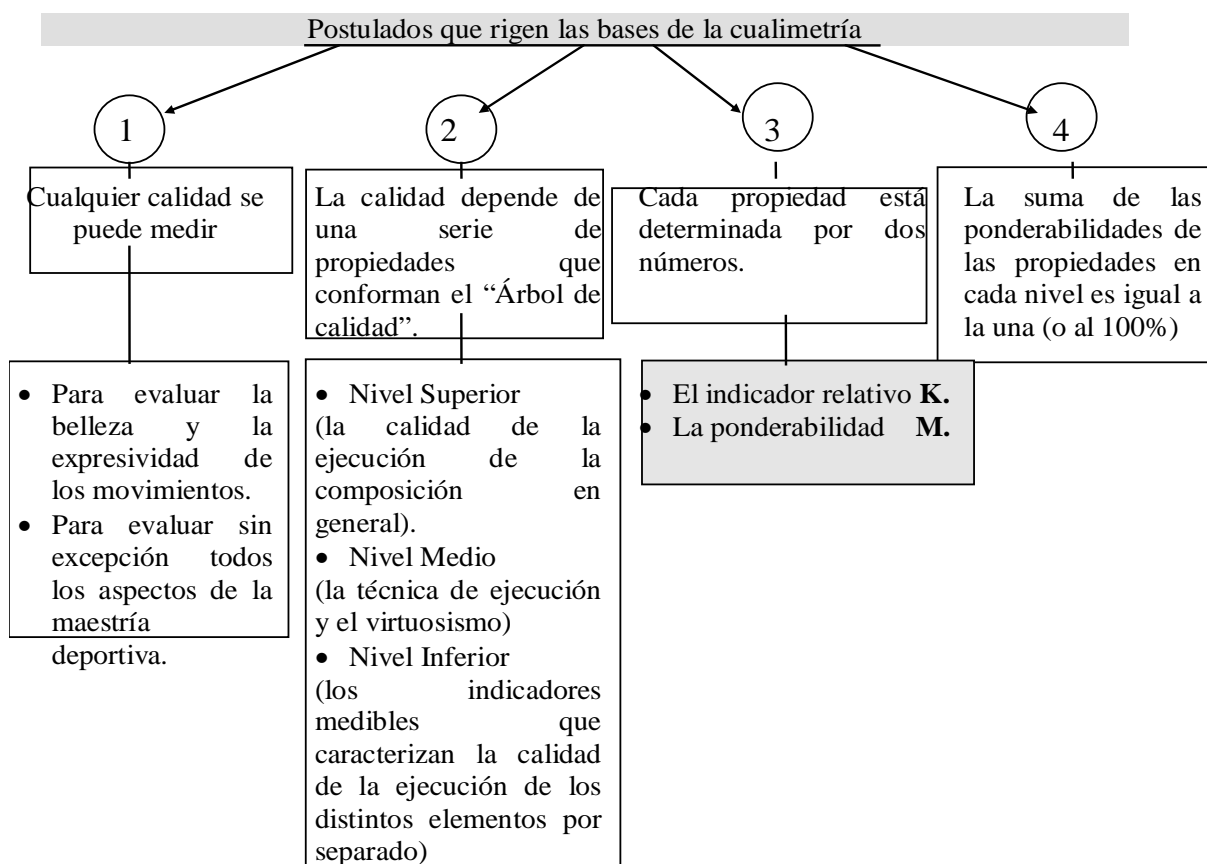 Postulados que rigen las bases de la cualimetría
1
2
3
4
Cualquier calidad se
puede medir
La calidad depende de
una serie de
propiedades que
conforman el “Árbol de
calidad”.
Cada propiedad está
determinada por dos
números.
La suma de las
ponderabilidades de
las propiedades en
cada nivel es igual a
la una (o al 100%)
• Para evaluar la
belleza y la
expresividad de
los movimientos.
• Para evaluar sin
excepción todos
los aspectos de la
maestría
deportiva.
• Nivel Superior
(la calidad de la
ejecución de la
composición en
general).
• Nivel Medio
(la técnica de ejecución
y el virtuosismo)
• Nivel Inferior
(los indicadores
medibles que
caracterizan la calidad
de la ejecución de los
distintos elementos por
separado)
• El indicador relativo K.
• La ponderabilidad M.